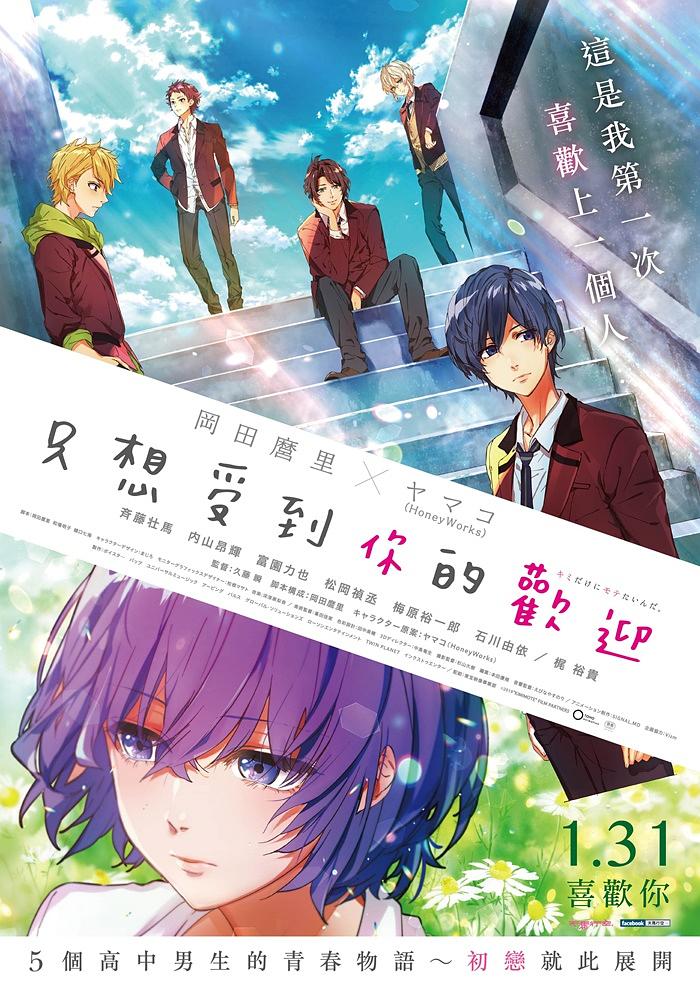 這是我第一次
喜歡上一個人
岡田麿里×ヤマコ
(HoneyWorks)
只想受到你的歡迎
キミだけにモテたいんだ。
斉藤壮馬 内山昂輝 富園力也 松岡禎丞 梅原裕一郎 石川由依／梶 裕貴
監督:久藤 瞬 脚本構成:岡田麿里 キャラクター原案:ヤマコ(HoneyWorks)
1.31
喜歡你
facebook
5個高中男生的青春物語～初戀就此展開